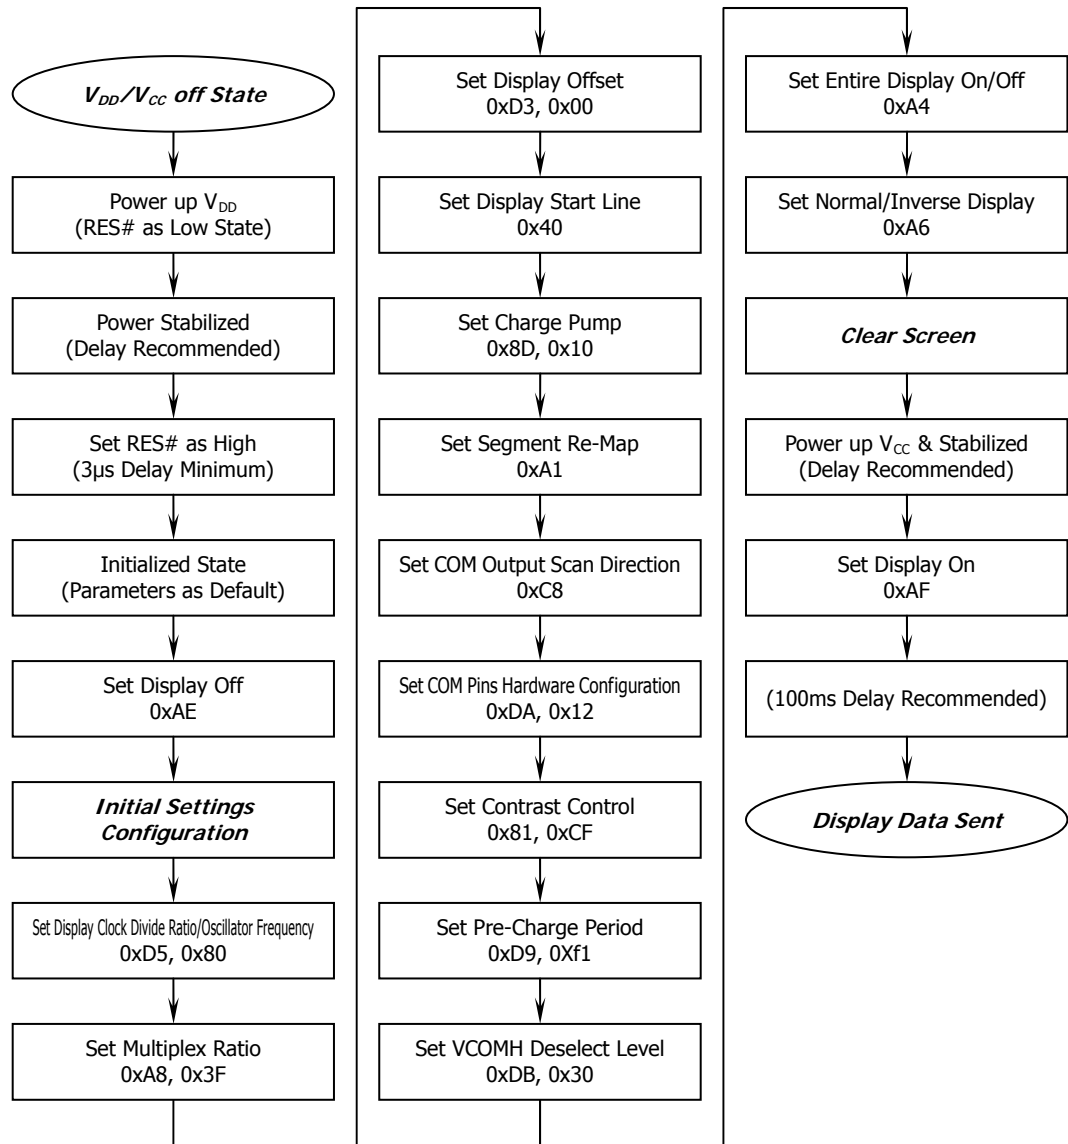 V_DD/V_CC off State
Power up V_DD
(RES# as Low State)
Power Stabilized
(Delay Recommended)
Set RES# as High
(3μs Delay Minimum)
Initialized State
(Parameters as Default)
Set Display Off
0xAE
Initial Settings
Configuration
Set Display Clock Divide Ratio/Oscillator Frequency
0xD5, 0x80
Set Multiplex Ratio
0xA8, 0x3F
Set Display Offset
0xD3, 0x00
Set Display Start Line
0x40
Set Charge Pump
0x8D, 0x10
Set Segment Re-Map
0xA1
Set COM Output Scan Direction
0xC8
Set COM Pins Hardware Configuration
0xDA, 0x12
Set Contrast Control
0x81, 0xCF
Set Pre-Charge Period
0xD9, 0Xf1
Set VCOMH Deselect Level
0xDB, 0x30
Set Entire Display On/Off
0xA4
Set Normal/Inverse Display
0xA6
Clear Screen
Power up V_CC & Stabilized
(Delay Recommended)
Set Display On
0xAF
(100ms Delay Recommended)
Display Data Sent